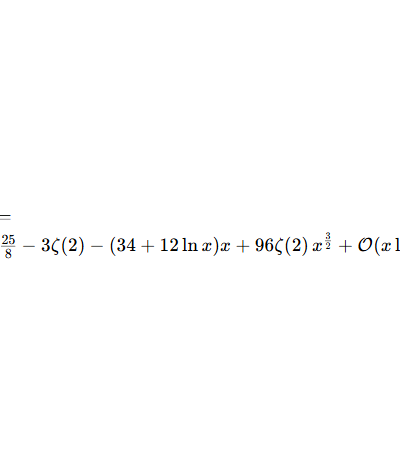 =
25/8 − 3ζ(2) − (34 + 12 ln x)x + 96ζ(2) x^{3/2} + 𝒪(x l